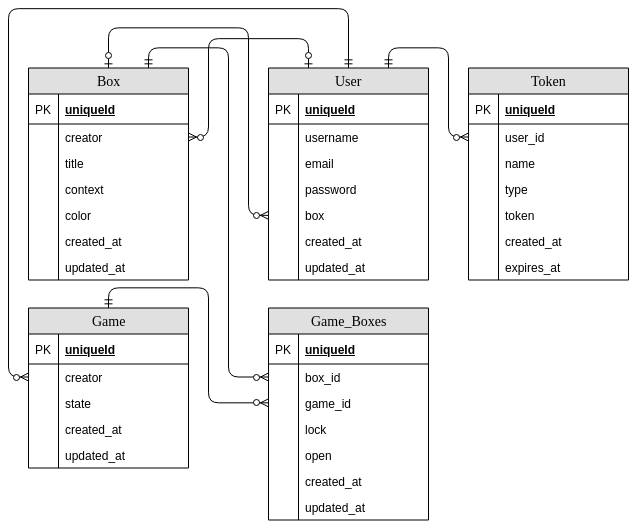 Box
PK uniqueId
creator
title
context
color
created_at
updated_at
User
PK uniqueId
username
email
password
box
created_at
updated_at
Token
PK uniqueId
user_id
name
type
token
created_at
expires_at
Game
PK uniqueId
creator
state
created_at
updated_at
Game_Boxes
PK uniqueId
box_id
game_id
lock
open
created_at
updated_at